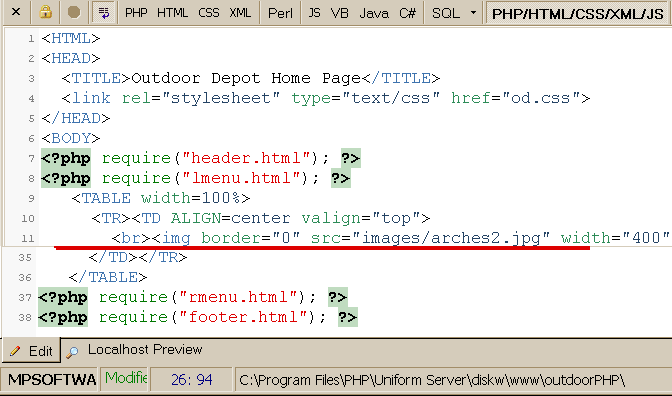 PHP HTML CSS XML Perl JS VB Java C# SQL PHP/HTML/CSS/XML/JS
1 <HTML>
2 <HEAD>
3 <TITLE>Outdoor Depot Home Page</TITLE>
4 <link rel="stylesheet" type="text/css" href="od.css">
5 </HEAD>
6 <BODY>
7 <?php require("header.html"); ?>
8 <?php require("lmenu.html"); ?>
9 <TABLE width=100%>
10 <TR><TD ALIGN=center valign="top">
11 <br><img border="0" src="images/arches2.jpg" width="400"
35 </TD></TR>
36 </TABLE>
37 <?php require("rmenu.html"); ?>
38 <?php require("footer.html"); ?>
Edit Localhost Preview
MPSOFTWA Modifie 26: 94 C:\Program Files\PHP\Uniform Server\diskw\www\outdoorPHP\